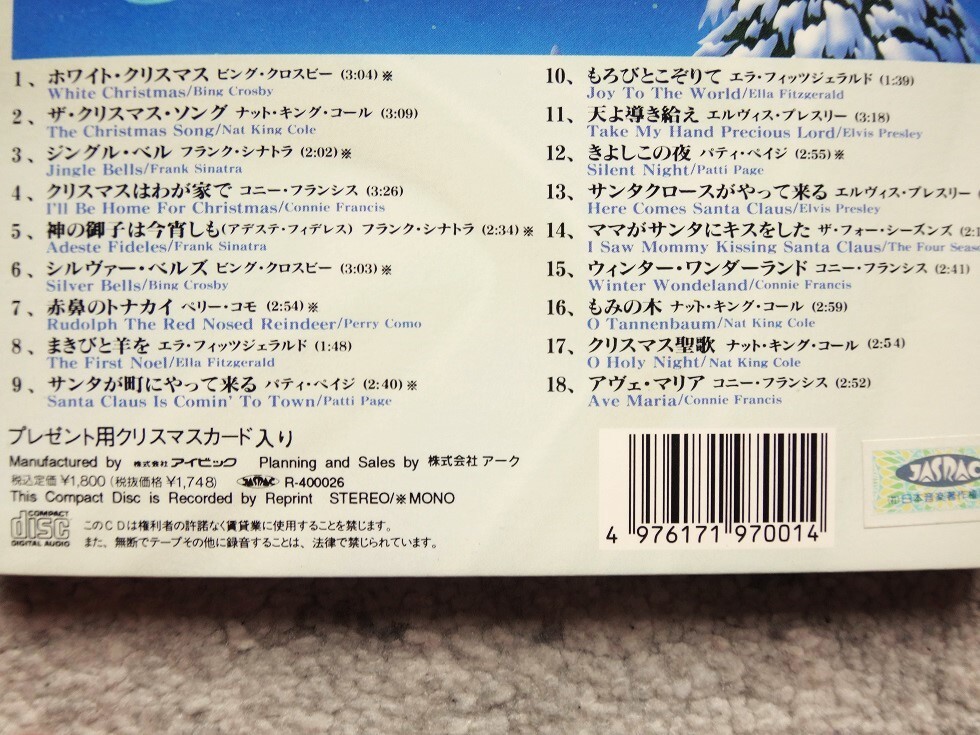 1、ホワイト・クリスマス ビング・クロスビー (3:04)※
White Christmas/Bing Crosby
2、ザ・クリスマス・ソング ナット・キング・コール (3:09)
The Christmas Song/Nat King Cole
3、ジングル・ベル フランク・シナトラ (2:02)※
Jingle Bells/Frank Sinatra
4、クリスマスはわが家で コニー・フランシス (3:26)
I'll Be Home For Christmas/Connie Francis
5、神の御子は今宵しも(アデステ・フィデレス) フランク・シナトラ (2:34)※
Adeste Fideles/Frank Sinatra
6、シルヴァー・ベルズ ビング・クロスビー (3:03)※
Silver Bells/Bing Crosby
7、赤鼻のトナカイ ペリー・コモ (2:54)※
Rudolph The Red Nosed Reindeer/Perry Como
8、まきびと羊を エラ・フィッツジェラルド (1:48)
The First Noel/Ella Fitzgerald
9、サンタが町にやって来る パティ・ペイジ (2:40)※
Santa Claus Is Comin' To Town/Patti Page
10、もろびとこぞりて エラ・フィッツジェラルド (1:39)
Joy To The World/Ella Fitzgerald
11、天よ導き給え エルヴィス・プレスリー (3:18)
Take My Hand Precious Lord/Elvis Presley
12、きよしこの夜 パティ・ペイジ (2:55)※
Silent Night/Patti Page
13、サンタクロースがやって来る エルヴィス・プレスリー
Here Comes Santa Claus/Elvis Presley
14、ママがサンタにキスをした ザ・フォー・シーズンズ (2:1
I Saw Mommy Kissing Santa Claus/The Four Seas
15、ウィンター・ワンダーランド コニー・フランシス (2:41)
Winter Wondeland/Connie Francis
16、もみの木 ナット・キング・コール (2:59)
O Tannenbaum/Nat King Cole
17、クリスマス聖歌 ナット・キング・コール (2:54)
O Holy Night/Nat King Cole
18、アヴェ・マリア コニー・フランシス (2:52)
Ave Maria/Connie Francis
プレゼント用クリスマスカード入り
Manufactured by 株式会社アイビック Planning and Sales by 株式会社アーク
税込定価¥1,800(税抜価格¥1,748) JASRAC R-400026
This Compact Disc is Recorded by Reprint STEREO/※MONO
COMPACT disc DIGITAL AUDIO
このCDは権利者の許諾なく賃貸業に使用することを禁じます。
また、無断でテープその他に録音することは、法律で禁じられています。
4 976171 970014
JASRAC
日本音楽著作権